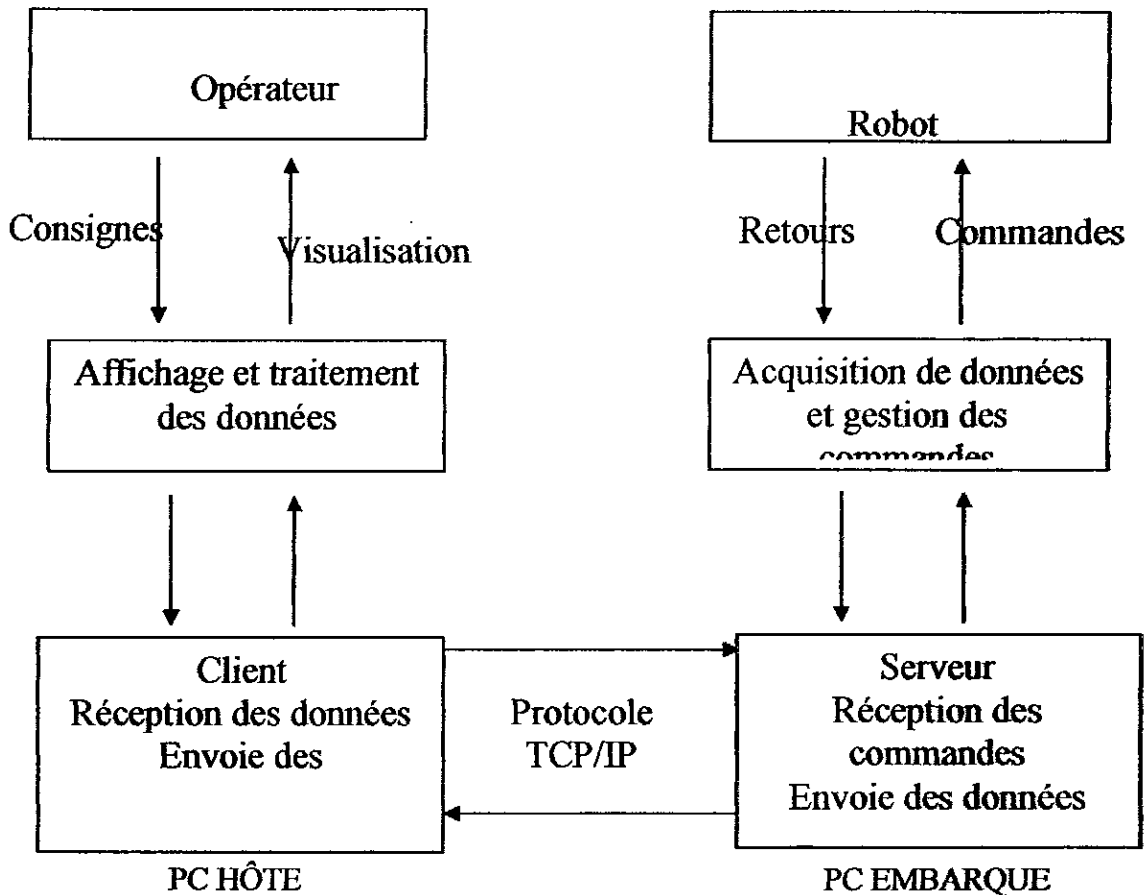 Opérateur
Robot
Consignes
Visualisation
Retours
Commandes
Affichage et traitement
des données
Acquisition de données
et gestion des
commandes
Client
Réception des données
Envoie des
Protocole
TCP/IP
Serveur
Réception des
commandes
Envoie des données
PC HÔTE
PC EMBARQUE